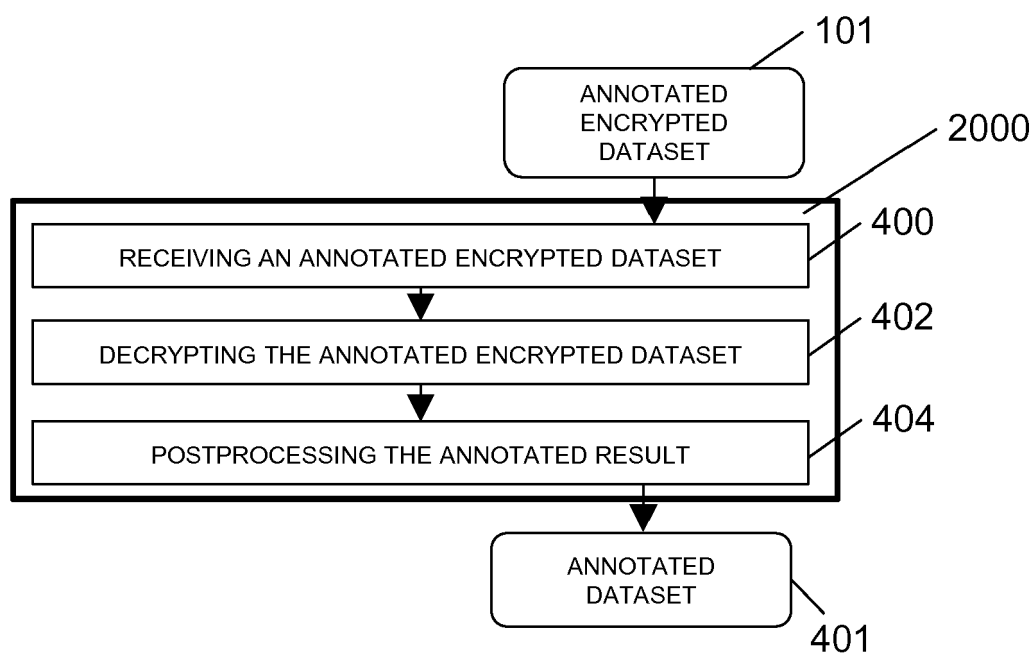 101
ANNOTATED
ENCRYPTED
DATASET
2000
400
RECEIVING AN ANNOTATED ENCRYPTED DATASET
402
DECRYPTING THE ANNOTATED ENCRYPTED DATASET
404
POSTPROCESSING THE ANNOTATED RESULT
ANNOTATED
DATASET
401